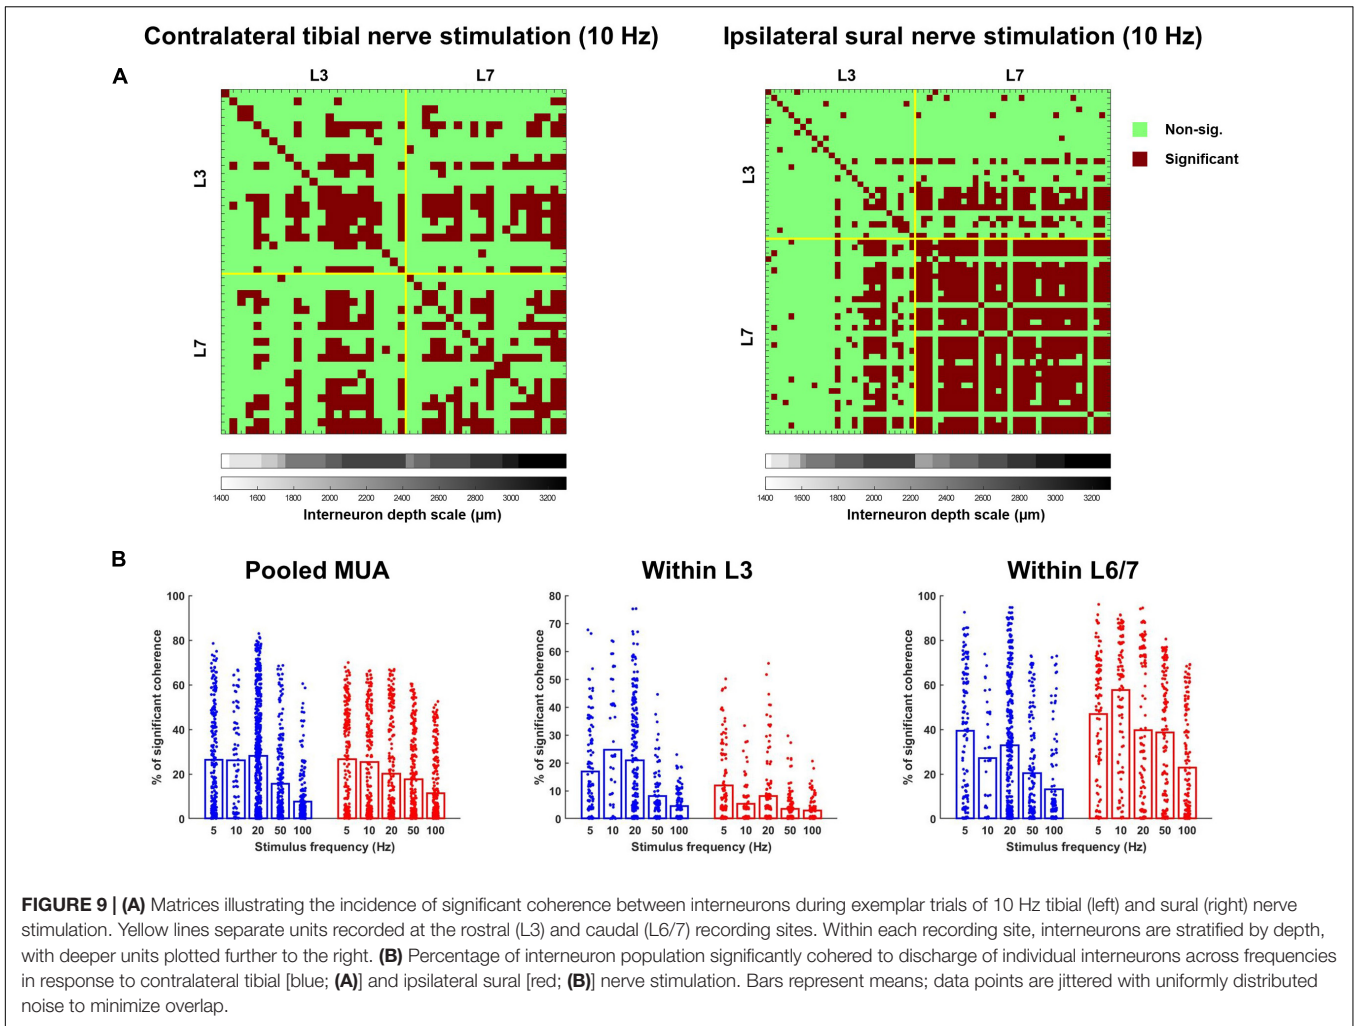 Contralateral tibial nerve stimulation (10 Hz)
Ipsilateral sural nerve stimulation (10 Hz)
A
L3
L7
L3
L7
L3
L7
L3
L7
Non-sig.
Significant
1400 1600 1800 2000 2200 2400 2600 2800 3000 3200
Interneuron depth scale (μm)
1400 1600 1800 2000 2200 2400 2600 2800 3000 3200
Interneuron depth scale (μm)
B
Pooled MUA
% of significant coherence
100
80
60
40
20
0
5 10 20 50 100 5 10 20 50 100
Stimulus frequency (Hz)
Within L3
% of significant coherence
80
70
60
50
40
30
20
10
0
5 10 20 50 100 5 10 20 50 100
Stimulus frequency (Hz)
Within L6/7
% of significant coherence
100
80
60
40
20
0
5 10 20 50 100 5 10 20 50 100
Stimulus frequency (Hz)
FIGURE 9 | (A) Matrices illustrating the incidence of significant coherence between interneurons during exemplar trials of 10 Hz tibial (left) and sural (right) nerve
stimulation. Yellow lines separate units recorded at the rostral (L3) and caudal (L6/7) recording sites. Within each recording site, interneurons are stratified by depth,
with deeper units plotted further to the right. (B) Percentage of interneuron population significantly cohered to discharge of individual interneurons across frequencies
in response to contralateral tibial [blue; (A)] and ipsilateral sural [red; (B)] nerve stimulation. Bars represent means; data points are jittered with uniformly distributed
noise to minimize overlap.